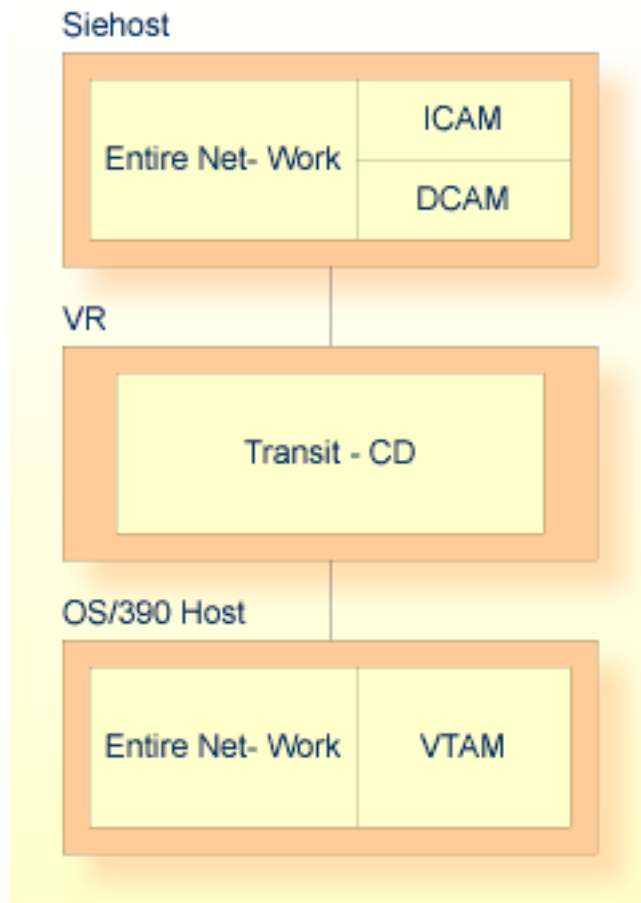 Siehost
Entire Net- Work
ICAM
DCAM
VR
Transit - CD
OS/390 Host
Entire Net- Work
VTAM